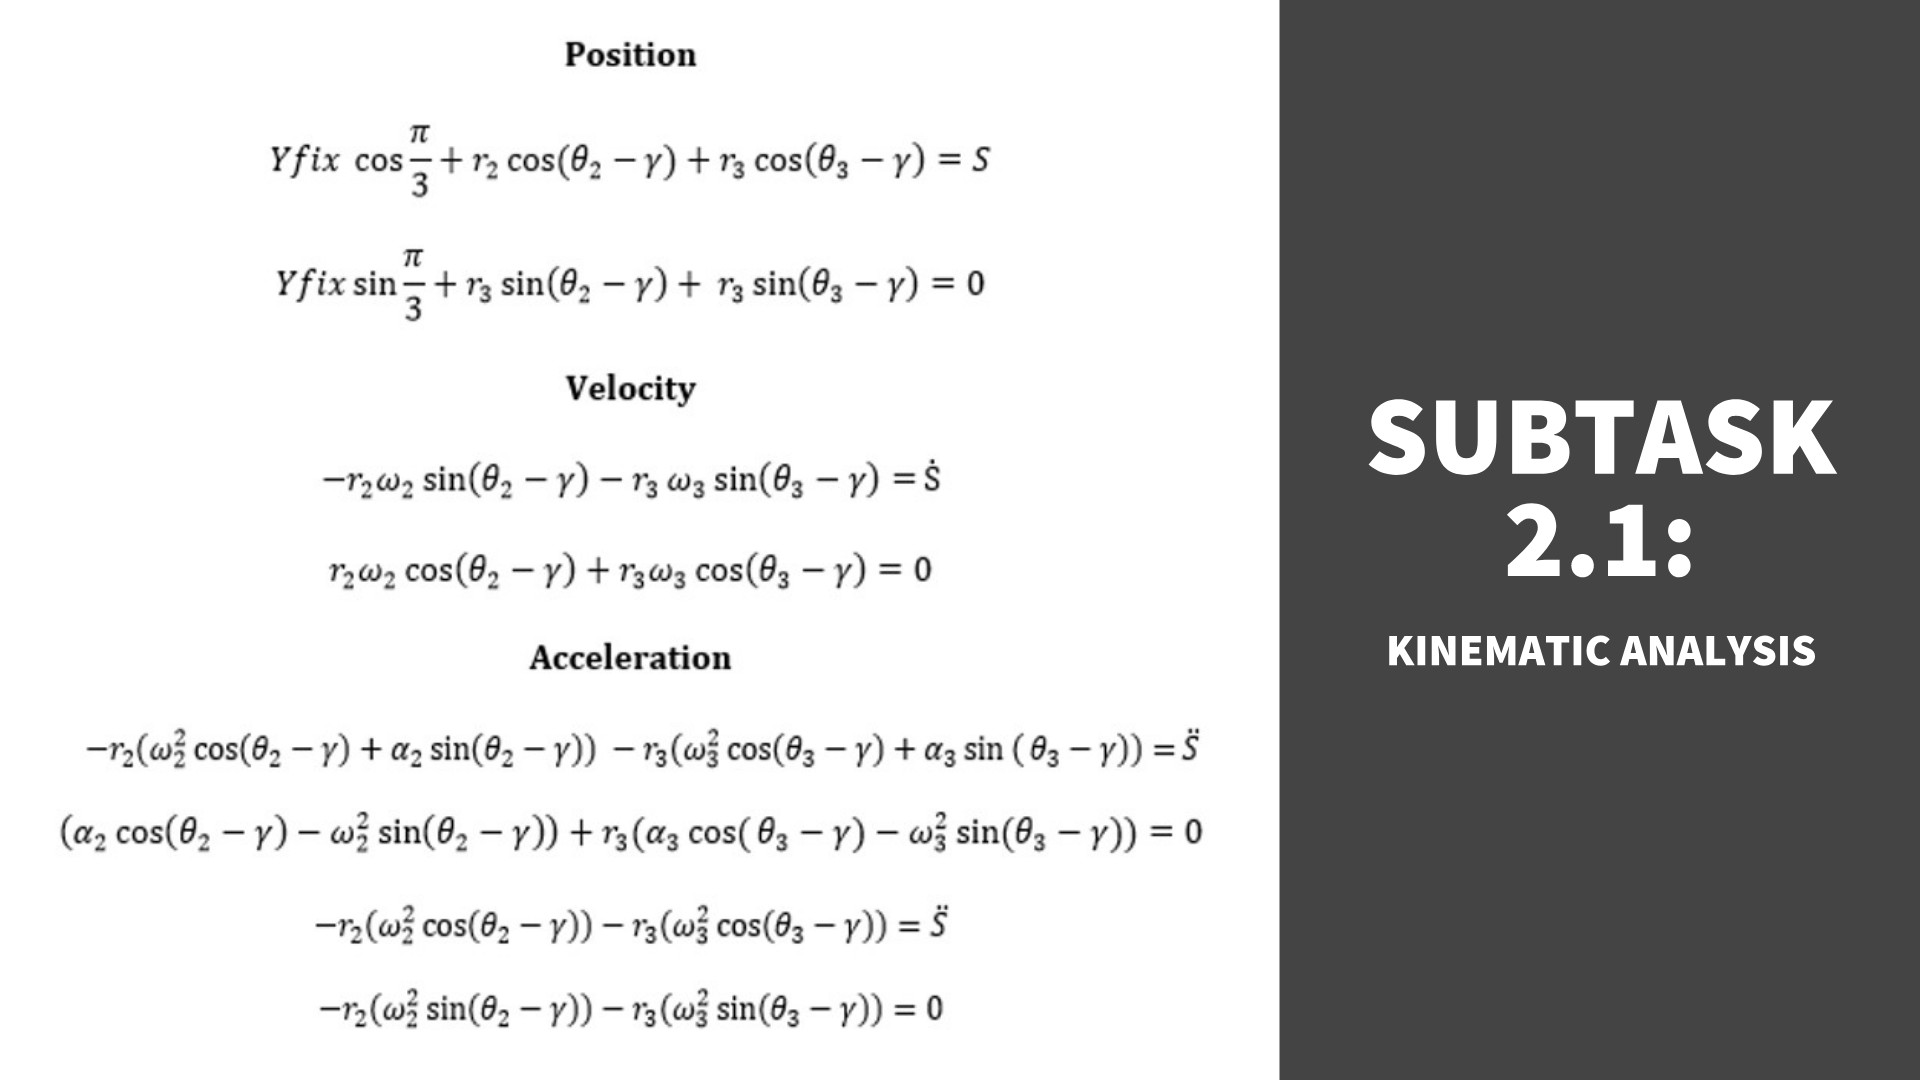 Position
Yfix cos π/3 + r₂ cos(θ₂ − γ) + r₃ cos(θ₃ − γ) = S
Yfix sin π/3 + r₃ sin(θ₂ − γ) + r₃ sin(θ₃ − γ) = 0
Velocity
−r₂ω₂ sin(θ₂ − γ) − r₃ ω₃ sin(θ₃ − γ) = Ṡ
r₂ω₂ cos(θ₂ − γ) + r₃ω₃ cos(θ₃ − γ) = 0
Acceleration
−r₂(ω₂² cos(θ₂ − γ) + α₂ sin(θ₂ − γ)) − r₃(ω₃² cos(θ₃ − γ) + α₃ sin (θ₃ − γ)) = S̈
(α₂ cos(θ₂ − γ) − ω₂² sin(θ₂ − γ)) + r₃(α₃ cos(θ₃ − γ) − ω₃² sin(θ₃ − γ)) = 0
−r₂(ω₂² cos(θ₂ − γ)) − r₃(ω₃² cos(θ₃ − γ)) = S̈
−r₂(ω₂² sin(θ₂ − γ)) − r₃(ω₃² sin(θ₃ − γ)) = 0
SUBTASK
2.1:
KINEMATIC ANALYSIS